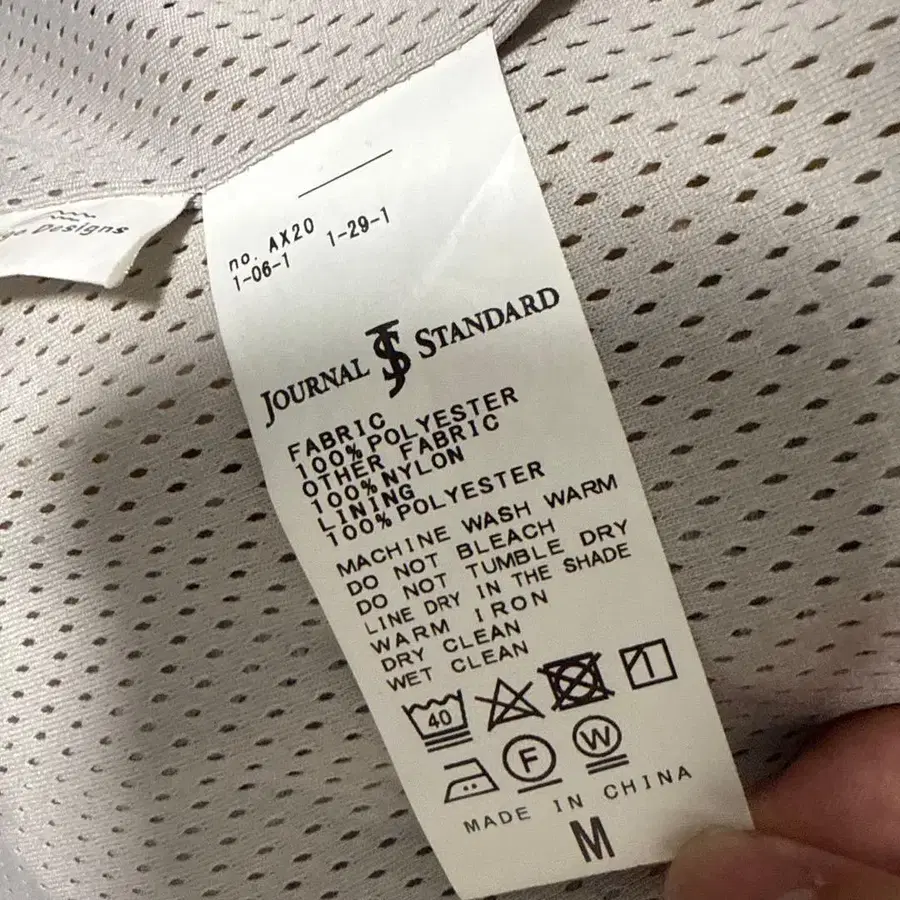 Designs
no. AX20
1-06-1 1-29-1
JOURNAL JS STANDARD
FABRIC
100% POLYESTER
OTHER FABRIC
100% NYLON
LINING
100% POLYESTER
MACHINE WASH WARM
DO NOT BLEACH
DO NOT TUMBLE DRY
LINE DRY IN THE SHADE
WARM IRON
DRY CLEAN
WET CLEAN
40
F W
MADE IN CHINA
M